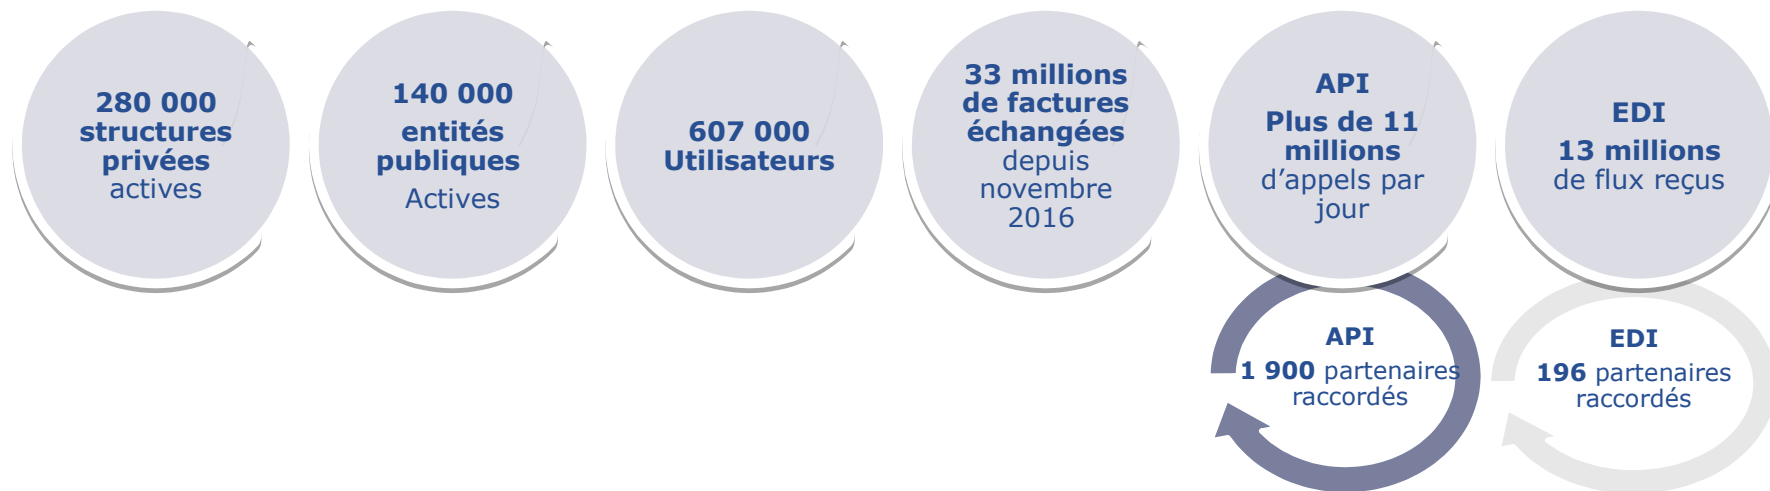 280 000
structures
privées
actives
140 000
entités
publiques
Actives
607 000
Utilisateurs
33 millions
de factures
échangées
depuis
novembre
2016
API
Plus de 11
millions
d’appels par
jour
EDI
13 millions
de flux reçus
API
1 900 partenaires
raccordés
EDI
196 partenaires
raccordés